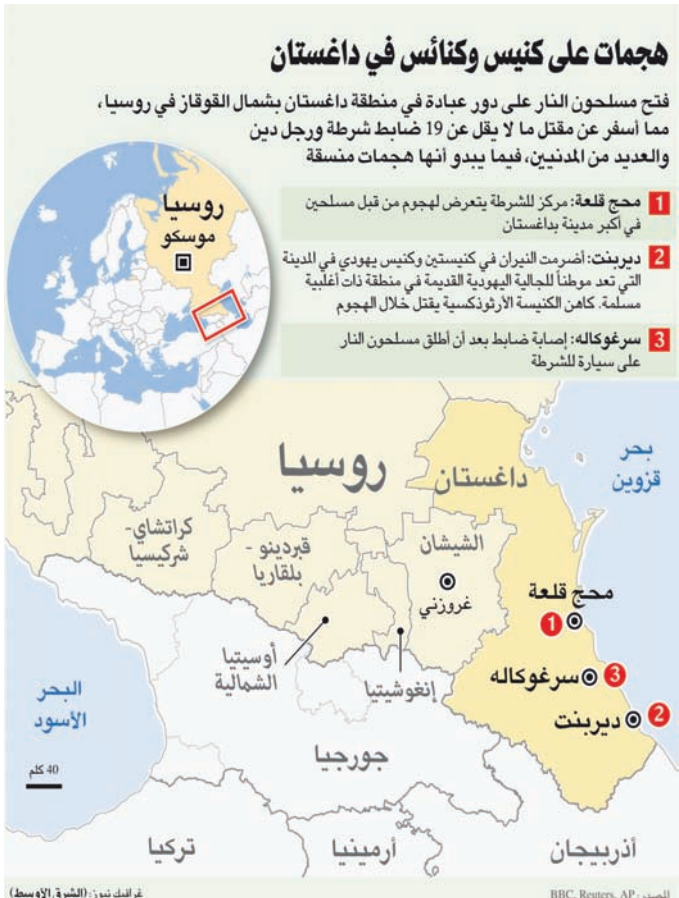 هجمات على كنيس وكنائس في داغستان
فتح مسلحون النار على دور عبادة في منطقة داغستان بشمال القوقاز في روسيا،
مما أسفر عن مقتل ما لا يقل عن 19 ضابط شرطة ورجل دين
والعديد من المدنيين، فيما يبدو أنها هجمات منسقة
1 محج قلعة: مركز للشرطة يتعرض لهجوم من قبل مسلحين
في أكبر مدينة بداغستان
2 ديربنت: أضرمت النيران في كنيستين وكنيس يهودي في المدينة
التي تعد موطناً للجالية اليهودية القديمة في منطقة ذات أغلبية
مسلمة. كاهن الكنيسة الأرثوذكسية يقتل خلال الهجوم
3 سرغوكاله: إصابة ضابط بعد أن أطلق مسلحون النار
على سيارة للشرطة
روسيا
موسكو
بحر
قزوين
داغستان
روسيا
الشيشان
غروزني
قبردينو -
بلقاريا
كراتشاي-
شركيسيا
محج قلعة
1
سرغوكاله
3
ديربنت
2
إنغوشيتيا
أوسيتيا
الشمالية
البحر
الأسود
40 كلم
جورجيا
أذربيجان
أرمينيا
تركيا
المصدر: BBC, Reuters, AP
غرافيك نيوز: (الشرق الأوسط)